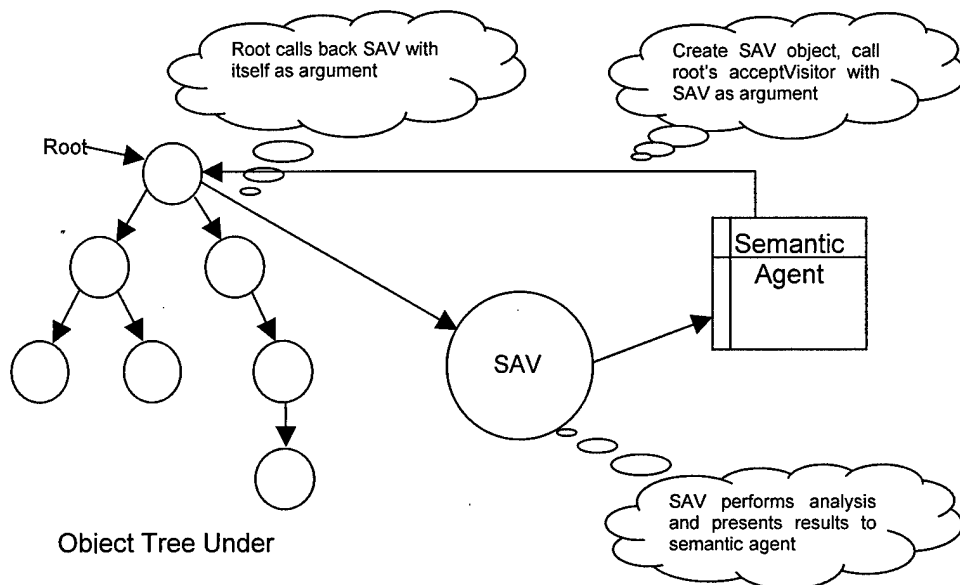 Root calls back SAV with
itself as argument
Create SAV object, call
root's acceptVisitor with
SAV as argument
Root
Semantic
Agent
SAV
SAV performs analysis
and presents results to
semantic agent
Object Tree Under